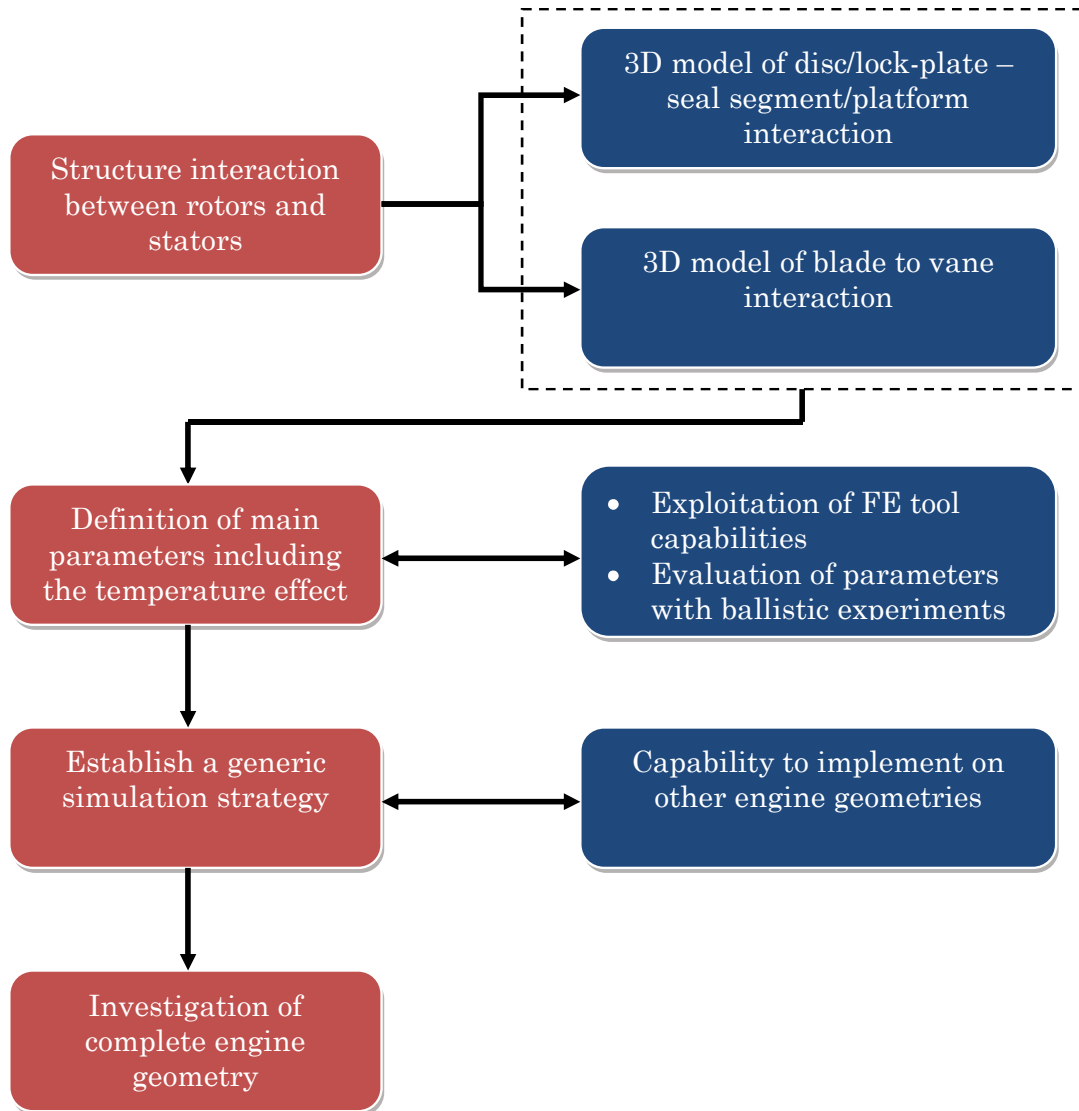 3D model of disc/lock-plate –
seal segment/platform
interaction
Structure interaction
between rotors and
stators
3D model of blade to vane
interaction
Definition of main
parameters including
the temperature effect
• Exploitation of FE tool
capabilities
• Evaluation of parameters
with ballistic experiments
Establish a generic
simulation strategy
Capability to implement on
other engine geometries
Investigation of
complete engine
geometry